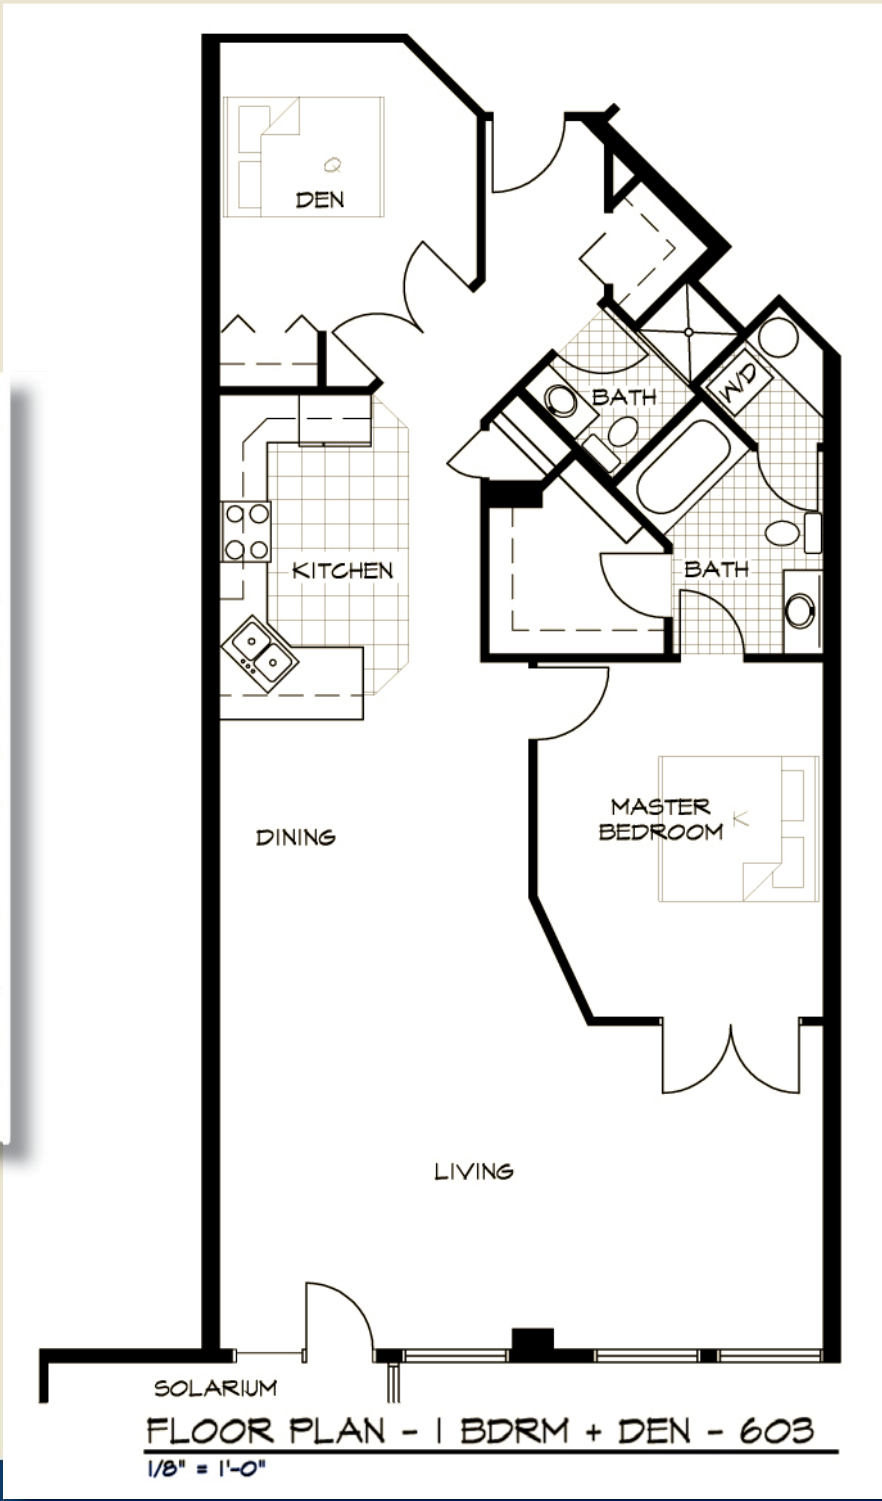 DEN
Q
BATH
W/D
KITCHEN
BATH
MASTER
BEDROOM
K
DINING
LIVING
SOLARIUM
FLOOR PLAN - 1 BDRM + DEN - 603
1/8" = 1'-0"